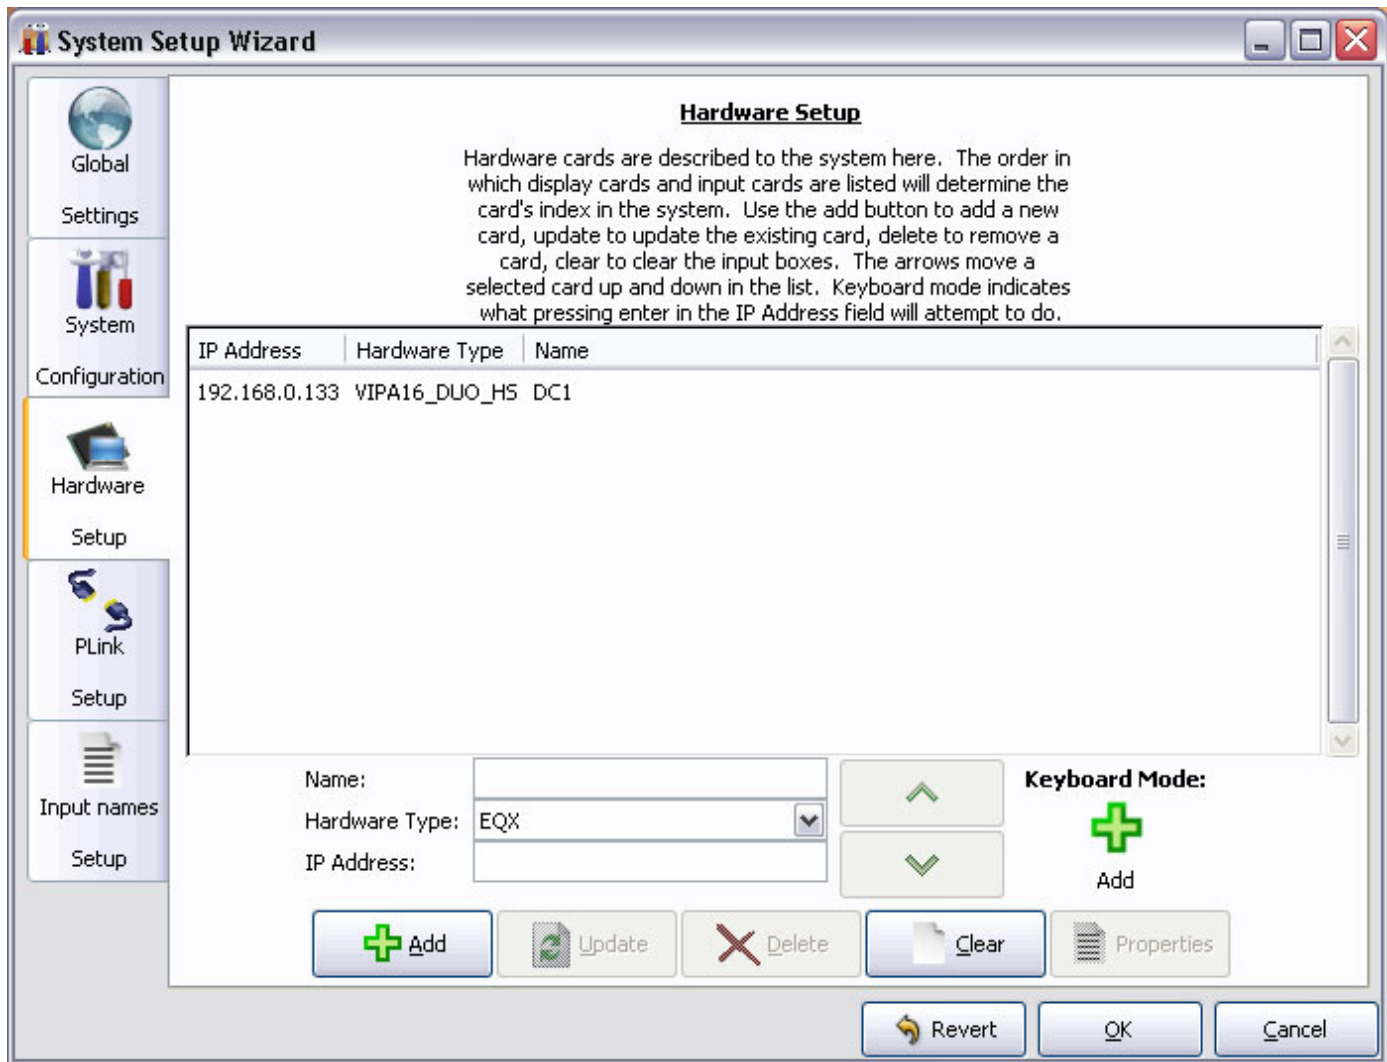 System Setup Wizard
Global
Settings
System
Configuration
Hardware
Setup
PLink
Setup
Input names
Setup
Hardware Setup
Hardware cards are described to the system here. The order in
which display cards and input cards are listed will determine the
card's index in the system. Use the add button to add a new
card, update to update the existing card, delete to remove a
card, clear to clear the input boxes. The arrows move a
selected card up and down in the list. Keyboard mode indicates
what pressing enter in the IP Address field will attempt to do.
IP Address Hardware Type Name
192.168.0.133 VIPA16_DUO_HS DC1
Name:
Hardware Type: EQX
IP Address:
Keyboard Mode:
Add
Add Update Delete Clear Properties
Revert OK Cancel